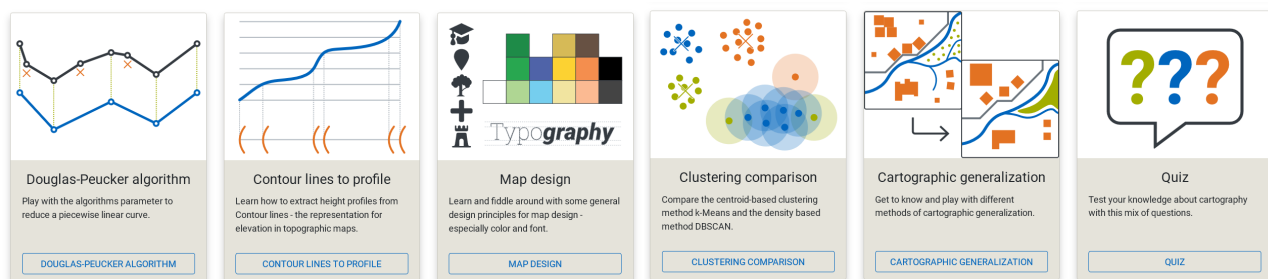 Typography
Douglas-Peucker algorithm
Play with the algorithms parameter to
reduce a piecewise linear curve.
DOUGLAS-PEUCKER ALGORITHM
Contour lines to profile
Learn how to extract height profiles from
Contour lines - the representation for
elevation in topographic maps.
CONTOUR LINES TO PROFILE
Map design
Learn and fiddle around with some general
design principles for map design -
especially color and font.
MAP DESIGN
Clustering comparison
Compare the centroid-based clustering
method k-Means and the density based
method DBSCAN.
CLUSTERING COMPARISON
Cartographic generalization
Get to know and play with different
methods of cartographic generalization.
CARTOGRAPHIC GENERALIZATION
???
Quiz
Test your knowledge about cartography
with this mix of questions.
QUIZ